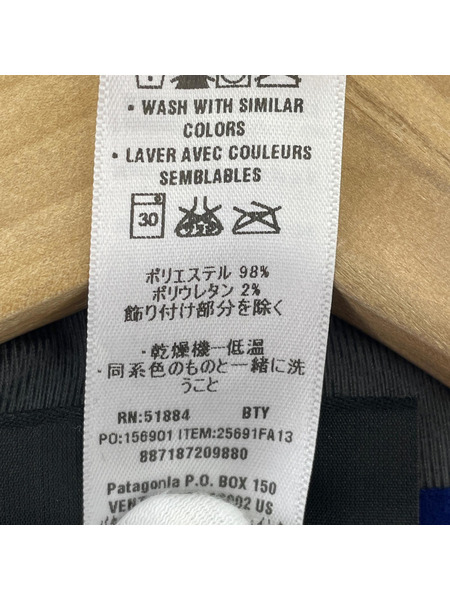 • WASH WITH SIMILAR
COLORS
• LAVER AVEC COULEURS
SEMBLABLES
30
ポリエステル 98%
ポリウレタン 2%
飾り付け部分を除く
・乾燥機ー低温
・同系色のものと一緒に洗
うこと
RN:51884 BTY
PO:156901 ITEM:25691FA13
887187209880
Patagonia P.O. BOX 150
US